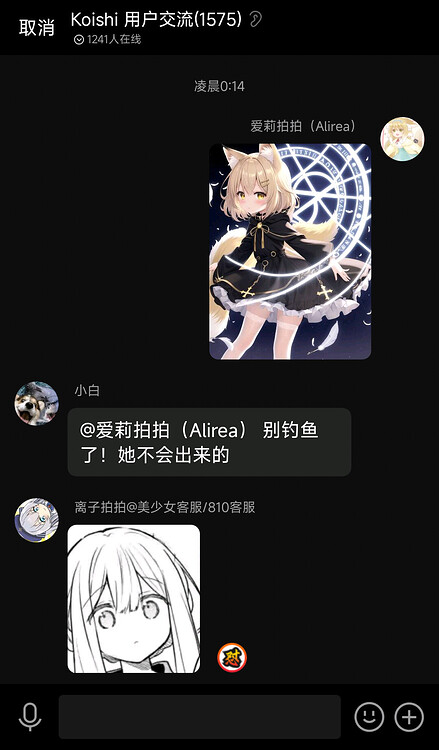 取消
Koishi 用户交流(1575)
1241人在线
凌晨0:14
爱莉拍拍（Alirea）
小白
@爱莉拍拍（Alirea） 别钓鱼
了！她不会出来的
离子拍拍@美少女客服/810客服
怼